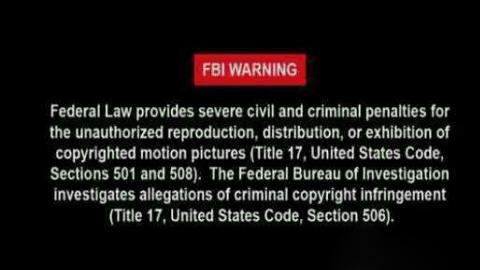 FBI WARNING
Federal Law provides severe civil and criminal penalties for
the unauthorized reproduction, distribution, or exhibition of
copyrighted motion pictures (Title 17, United States Code,
Sections 501 and 508). The Federal Bureau of Investigation
investigates allegations of criminal copyright infringement
(Title 17, United States Code, Section 506).